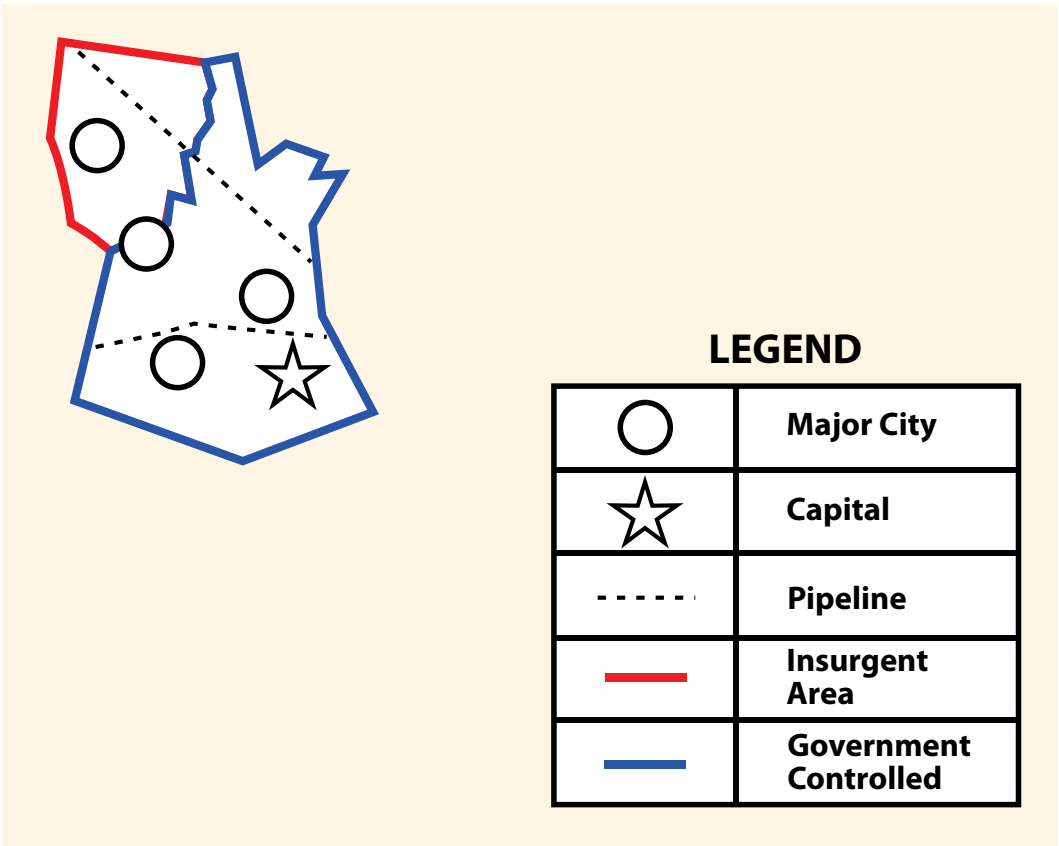 LEGEND
Major City
Capital
Pipeline
Insurgent
Area
Government
Controlled